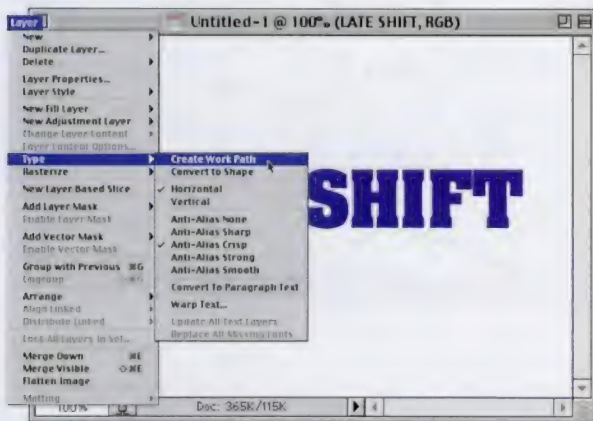 Layer
Untitled-1 @ 100% (LATE SHIFT, RGB)
New
Duplicate Layer...
Delete
Layer Properties...
Layer Style
New Fill Layer
New Adjustment Layer
Change Layer Content
Layer Content Options...
Type
Rasterize
New Layer Based Slice
Add Layer Mask
Enable Layer Mask
Add Vector Mask
Enable Vector Mask
Group with Previous ⌘G
Ungroup ⇧⌘G
Arrange
Align Linked
Distribute Linked
Lock All Layers In Set...
Merge Down ⌘E
Merge Visible ⇧⌘E
Flatten Image
Matting
Create Work Path
Convert to Shape
✓ Horizontal
Vertical
Anti-Alias None
Anti-Alias Sharp
✓ Anti-Alias Crisp
Anti-Alias Strong
Anti-Alias Smooth
Convert to Paragraph Text
Warp Text...
Update All Text Layers
Replace All Missing Fonts
SHIFT
100%
Doc: 365K/115K